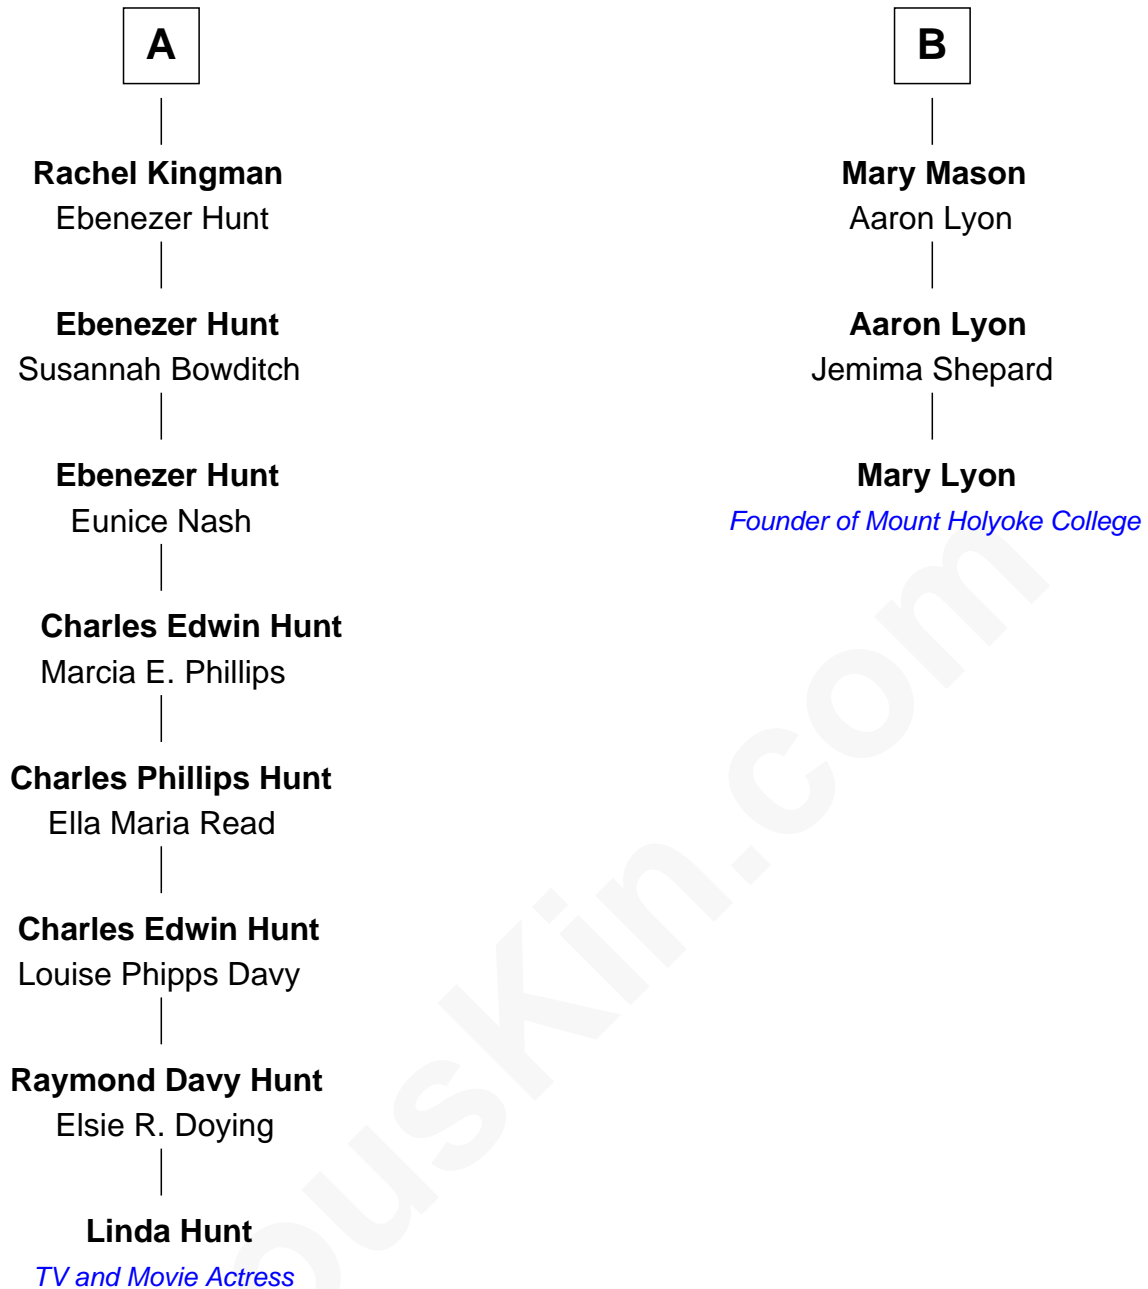 A
Rachel Kingman
Ebenezer Hunt
Ebenezer Hunt
Susannah Bowditch
Ebenezer Hunt
Eunice Nash
Charles Edwin Hunt
Marcia E. Phillips
Charles Phillips Hunt
Ella Maria Read
Charles Edwin Hunt
Louise Phipps Davy
Raymond Davy Hunt
Elsie R. Doying
Linda Hunt
TV and Movie Actress
B
Mary Mason
Aaron Lyon
Aaron Lyon
Jemima Shepard
Mary Lyon
Founder of Mount Holyoke College
ousKin.com